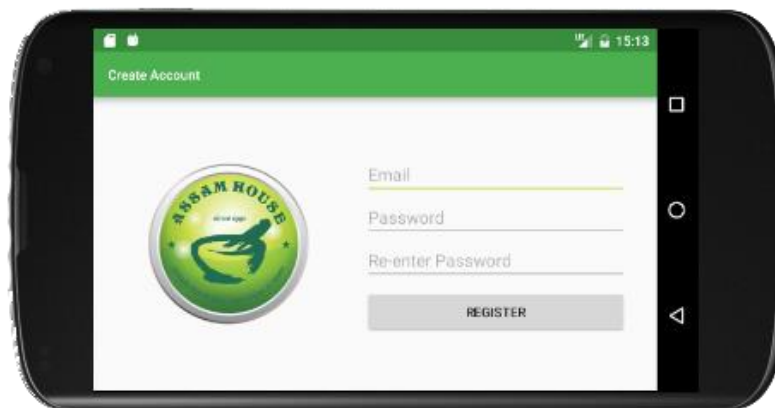 15:13
Create Account
ASSAM HOUSE
Email
Password
Re-enter Password
REGISTER